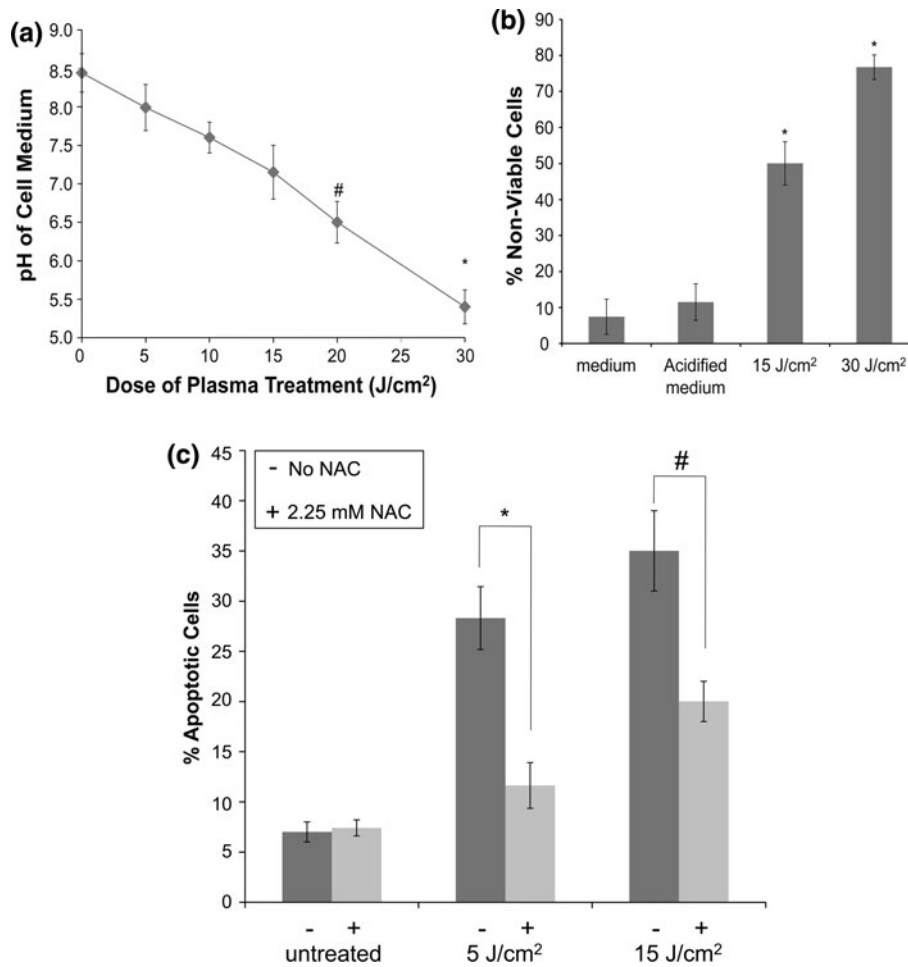 (a)
9.0
8.5
8.0
7.5
7.0
6.5
6.0
5.5
5.0
pH of Cell Medium
#
*
0 5 10 15 20 25 30
Dose of Plasma Treatment (J/cm²)
(b)
90
80
70
60
50
40
30
20
10
0
% Non-Viable Cells
*
*
medium Acidified medium 15 J/cm² 30 J/cm²
(c)
45
40
35
30
25
20
15
10
5
0
% Apoptotic Cells
- No NAC
+ 2.25 mM NAC
*
#
- + - + - +
untreated 5 J/cm² 15 J/cm²